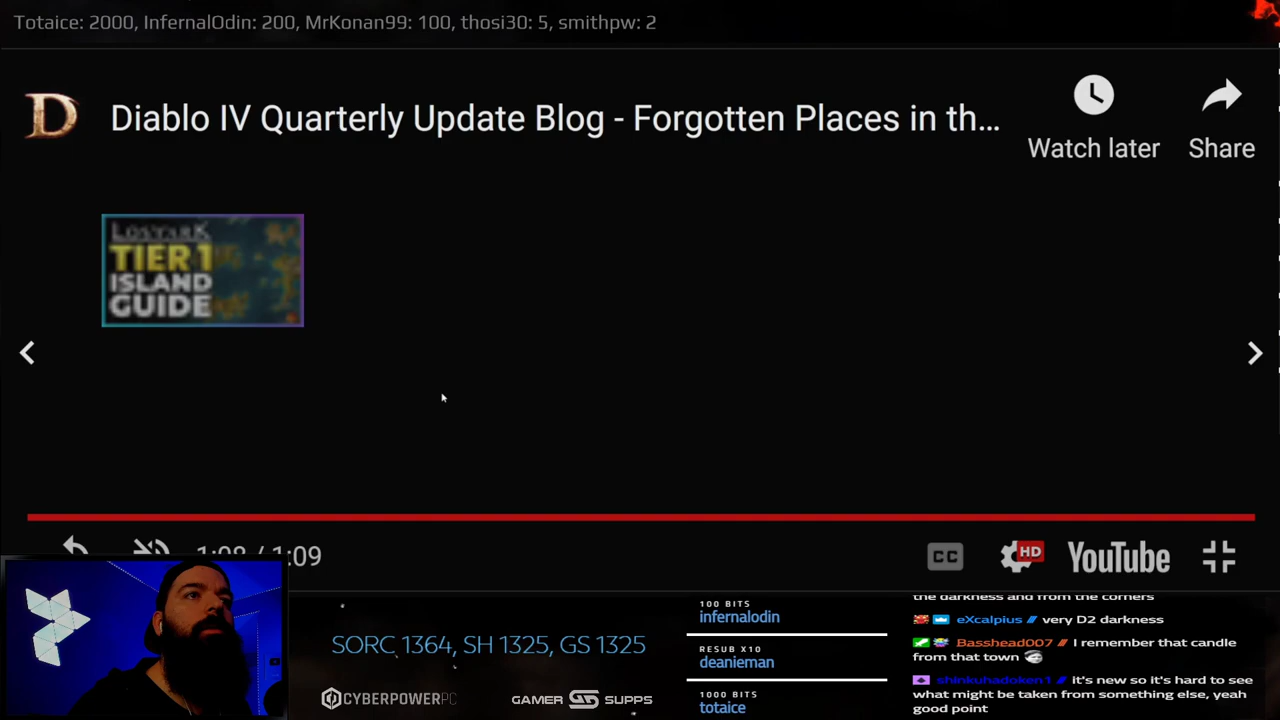 Totaice: 2000, InfernalOdin: 200, MrKonan99: 100, thosi30: 5, smithpw: 2
D Diablo IV Quarterly Update Blog - Forgotten Places in th...
Watch later Share
LOST ARK
TIER 1
ISLAND
GUIDE
1:08 / 1:09
CC HD YouTube
SORC 1364, SH 1325, GS 1325
CYBERPOWERPC GAMER GS SUPPS
100 BITS
infernalodin
RESUB X10
deanieman
1000 BITS
totaice
the darkness and from the corners
eXcalpius // very D2 darkness
Basshead007 // I remember that candle
from that town
shinkuhadoken1 // it's new so it's hard to see
what might be taken from something else, yeah
good point